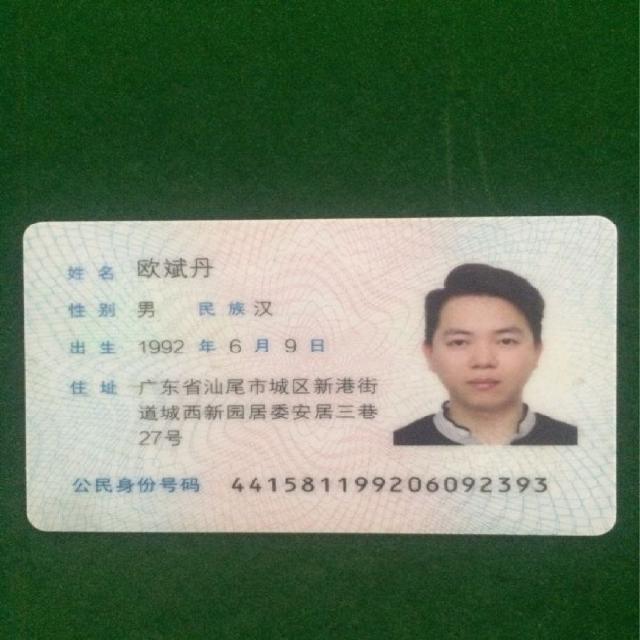 姓名 欧斌丹
性别 男 民族 汉
出生 1992 年 6 月 9 日
住址 广东省汕尾市城区新港街
道城西新园居委安居三巷
27号
公民身份号码 441581199206092393